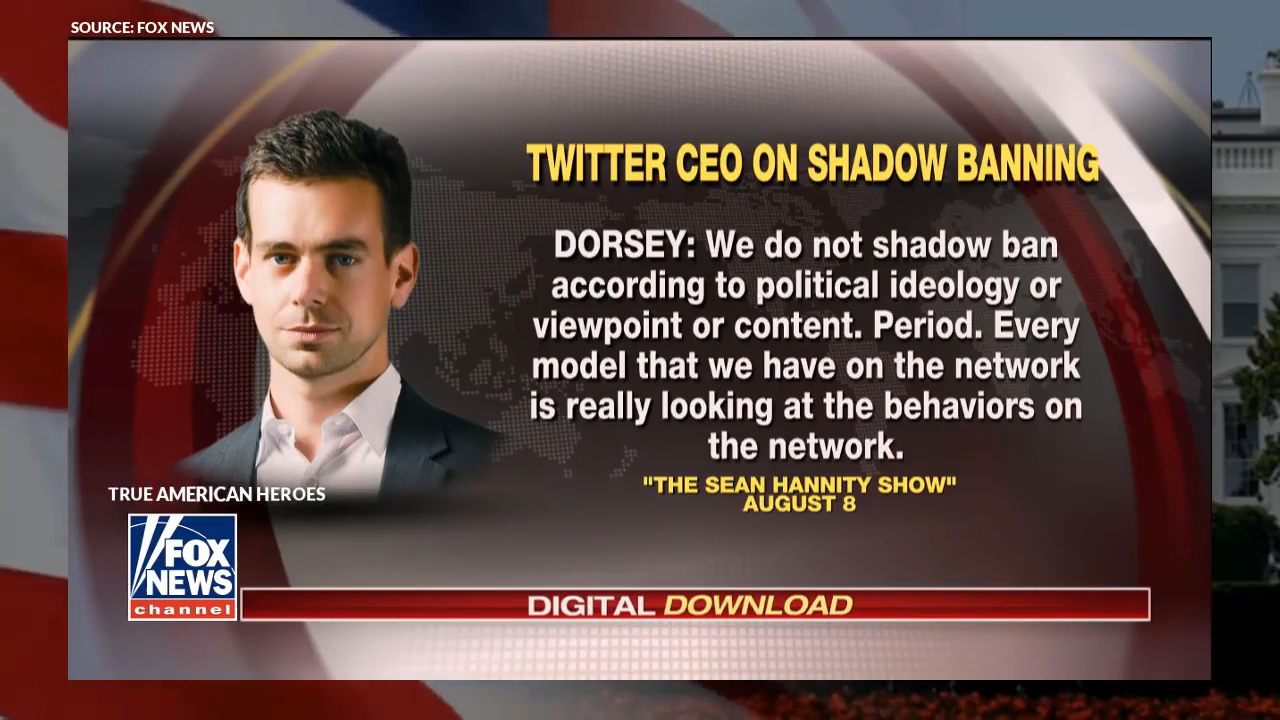 SOURCE: FOX NEWS
TWITTER CEO ON SHADOW BANNING
DORSEY: We do not shadow ban
according to political ideology or
viewpoint or content. Period. Every
model that we have on the network
is really looking at the behaviors on
the network.
"THE SEAN HANNITY SHOW"
AUGUST 8
TRUE AMERICAN HEROES
FOX
NEWS
channel
DIGITAL DOWNLOAD